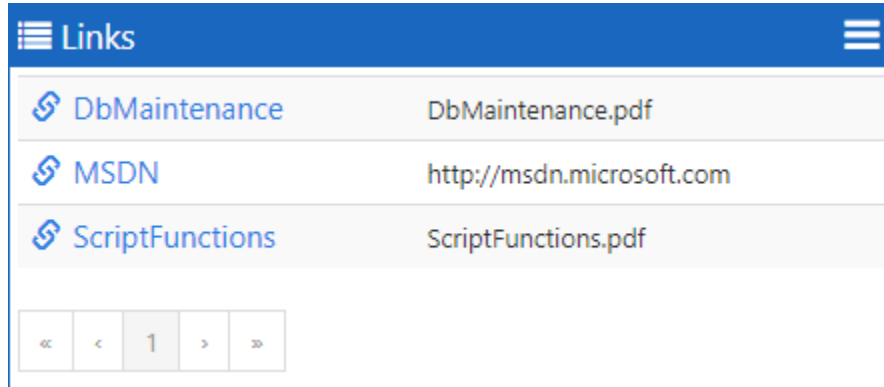 Links
DbMaintenance DbMaintenance.pdf
MSDN http://msdn.microsoft.com
ScriptFunctions ScriptFunctions.pdf
« ‹ 1 › »